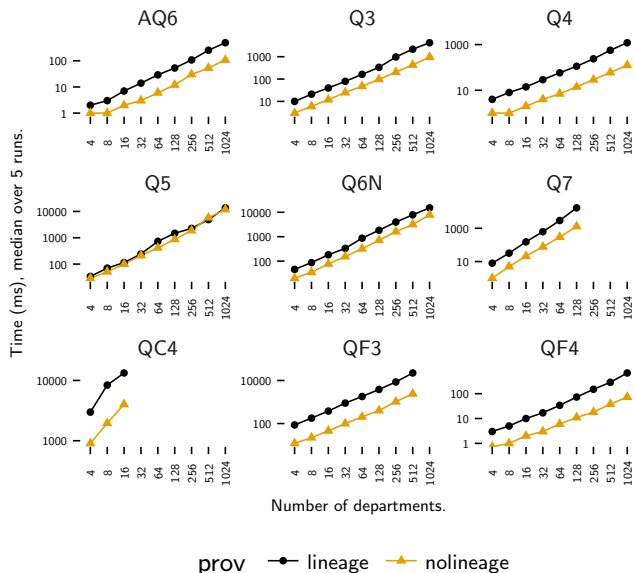 AQ6 Q3 Q4
100 1000 1000
10 100
1 10 10
4 8 16 32 64 128 256 512 1024 4 8 16 32 64 128 256 512 1024 4 8 16 32 64 128 256 512 1024
Time (ms), median over 5 runs.
Q5 Q6N Q7
10000 10000
1000 1000 1000
100 100 10
4 8 16 32 64 128 256 512 1024 4 8 16 32 64 128 256 512 1024 4 8 16 32 64 128 256 512 1024
QC4 QF3 QF4
10000 10000 100
10
1000 100 1
4 8 16 32 64 128 256 512 1024 4 8 16 32 64 128 256 512 1024 4 8 16 32 64 128 256 512 1024
Number of departments.
prov lineage nolineage